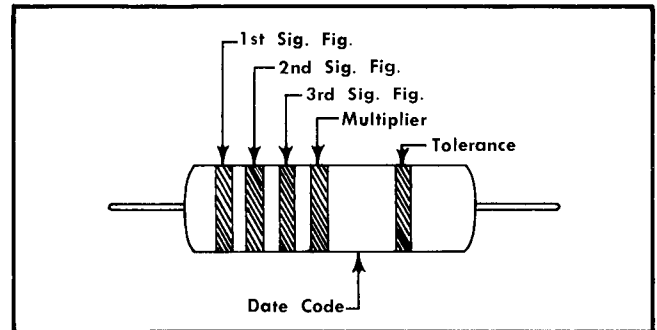 1st Sig. Fig.
2nd Sig. Fig.
3rd Sig. Fig.
Multiplier
Tolerance
Date Code